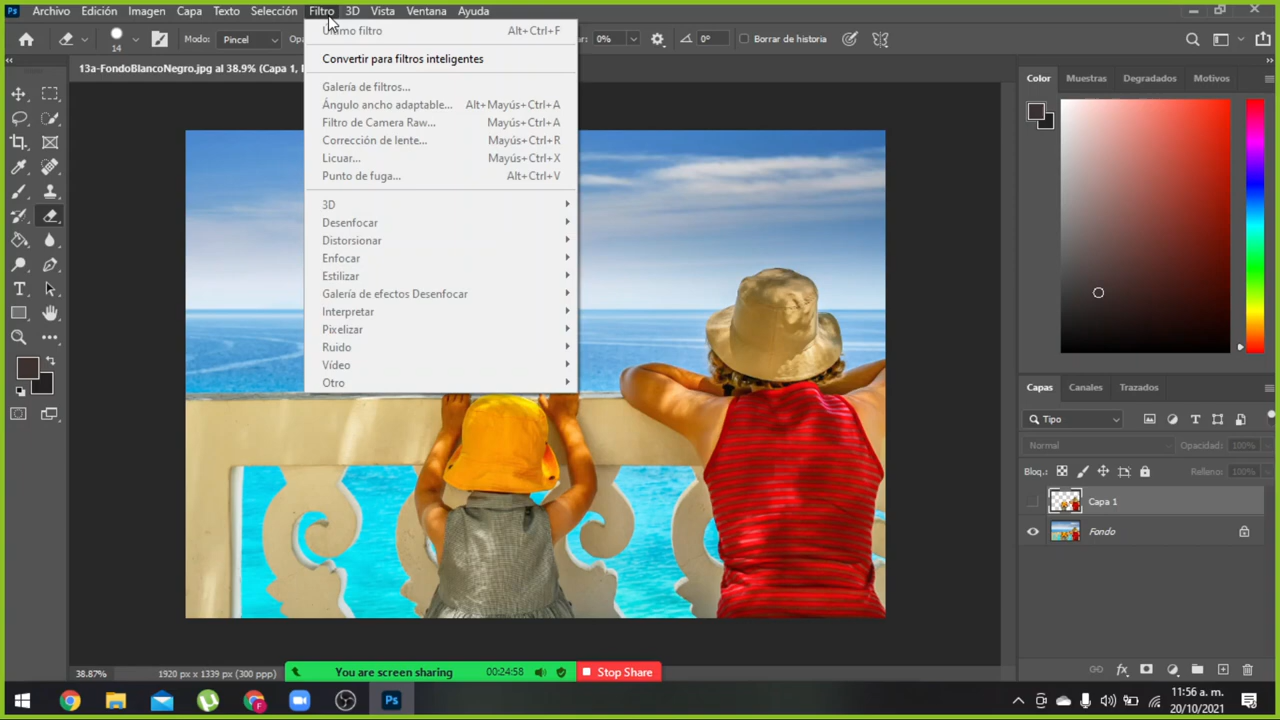 Ps Archivo Edición Imagen Capa Texto Selección Filtro 3D Vista Ventana Ayuda
14 Modo: Pincel 0% 0° Borrar de historia
13a-FondoBlancoNegro.jpg al 38.9% (Capa 1,
Último filtro Alt+Ctrl+F
Convertir para filtros inteligentes
Galería de filtros...
Ángulo ancho adaptable... Alt+Mayús+Ctrl+A
Filtro de Camera Raw... Mayús+Ctrl+A
Corrección de lente... Mayús+Ctrl+R
Licuar... Mayús+Ctrl+X
Punto de fuga... Alt+Ctrl+V
3D
Desenfocar
Distorsionar
Enfocar
Estilizar
Galería de efectos Desenfocar
Interpretar
Pixelizar
Ruido
Vídeo
Otro
Color Muestras Degradados Motivos
Capas Canales Trazados
Tipo
Normal Opacidad: 100%
Bloq.: Relleno: 100%
Capa 1
Fondo
38.87% 1920 px x 1339 px (300 ppp)
You are screen sharing 00:24:58 Stop Share
Ps
11:56 a. m.
20/10/2021